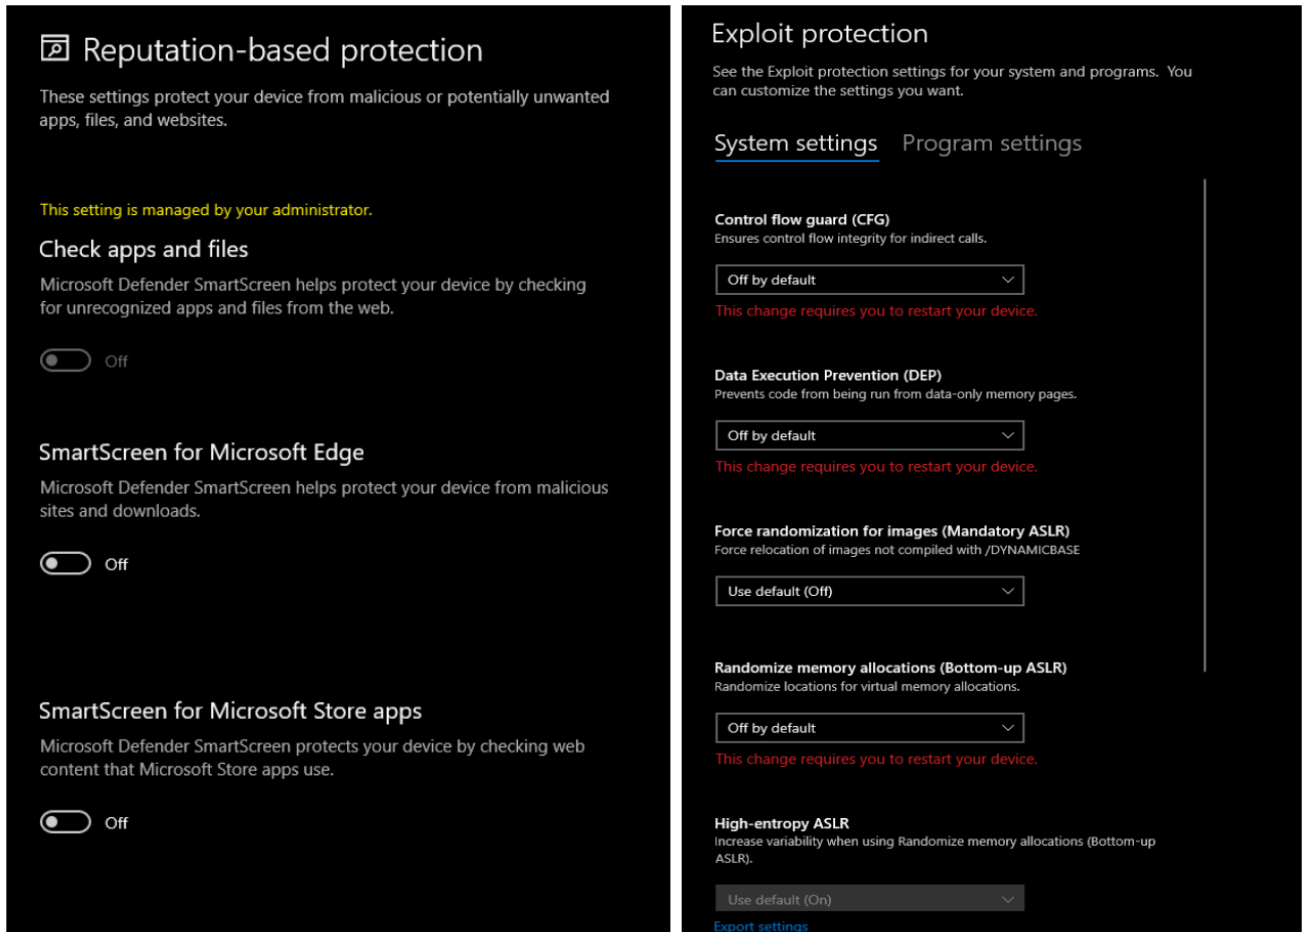 Reputation-based protection
These settings protect your device from malicious or potentially unwanted
apps, files, and websites.
This setting is managed by your administrator.
Check apps and files
Microsoft Defender SmartScreen helps protect your device by checking
for unrecognized apps and files from the web.
Off
SmartScreen for Microsoft Edge
Microsoft Defender SmartScreen helps protect your device from malicious
sites and downloads.
Off
SmartScreen for Microsoft Store apps
Microsoft Defender SmartScreen protects your device by checking web
content that Microsoft Store apps use.
Off
Exploit protection
See the Exploit protection settings for your system and programs. You
can customize the settings you want.
System settings Program settings
Control flow guard (CFG)
Ensures control flow integrity for indirect calls.
Off by default
This change requires you to restart your device.
Data Execution Prevention (DEP)
Prevents code from being run from data-only memory pages.
Off by default
This change requires you to restart your device.
Force randomization for images (Mandatory ASLR)
Force relocation of images not compiled with /DYNAMICBASE
Use default (Off)
Randomize memory allocations (Bottom-up ASLR)
Randomize locations for virtual memory allocations.
Off by default
This change requires you to restart your device.
High-entropy ASLR
Increase variability when using Randomize memory allocations (Bottom-up
ASLR).
Use default (On)
Export settings